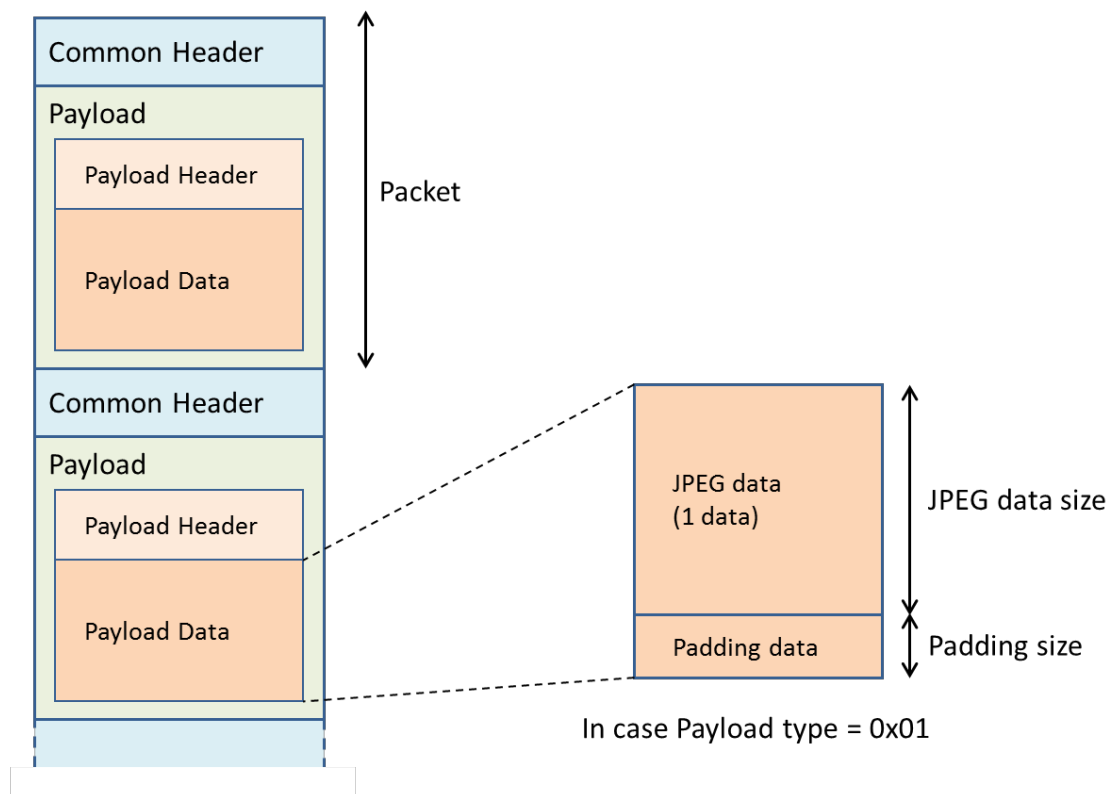 Common Header
Payload
Payload Header
Payload Data
Packet
Common Header
Payload
Payload Header
Payload Data
JPEG data
(1 data)
JPEG data size
Padding data
Padding size
In case Payload type = 0x01